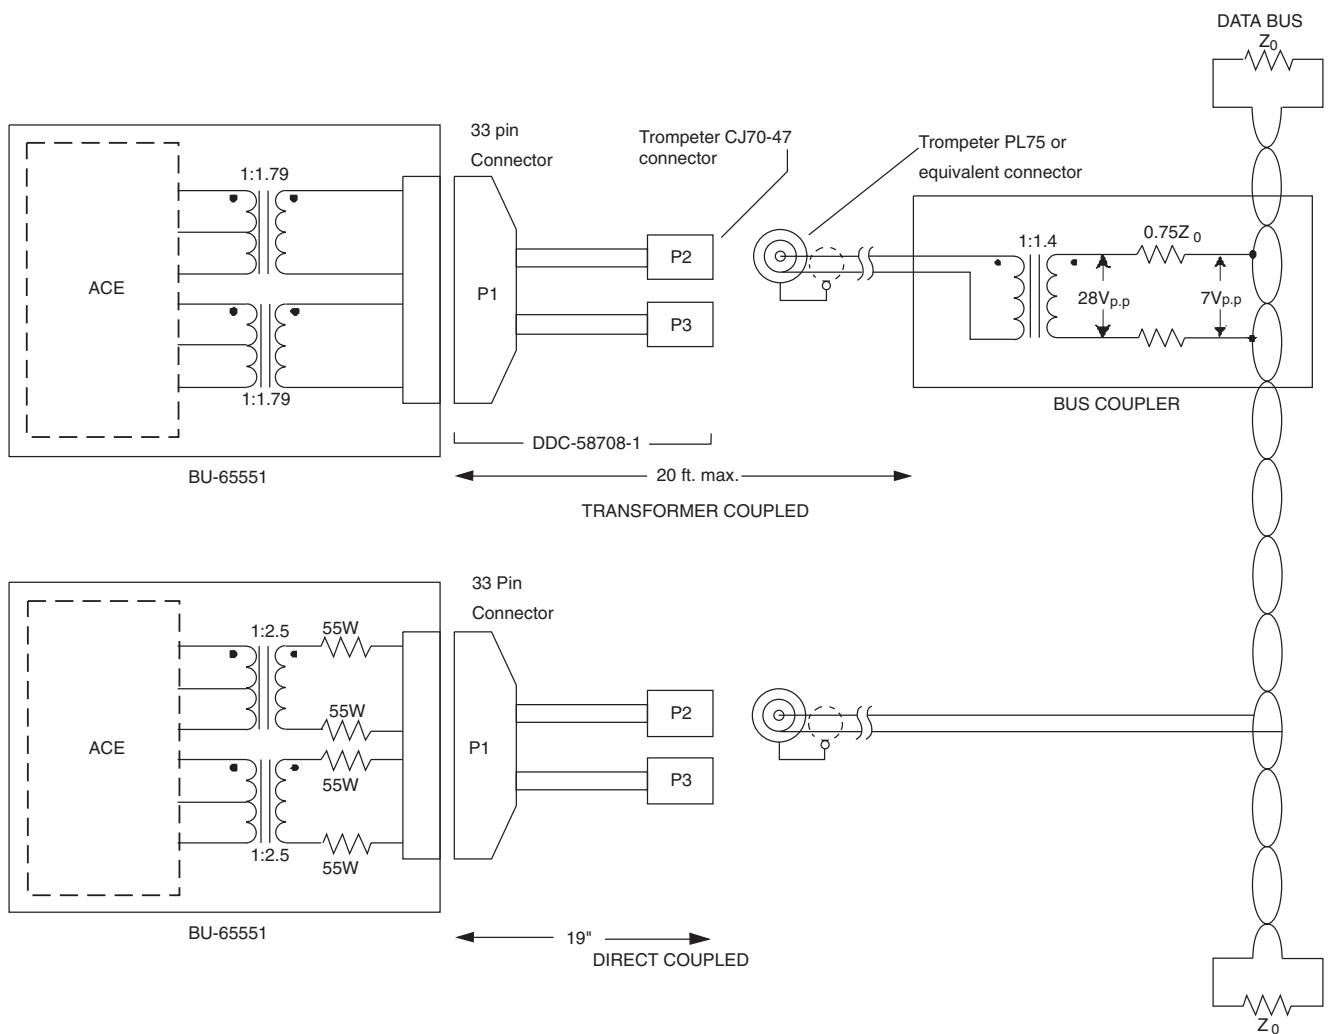 DATA BUS
Z0
33 pin
Connector
Trompeter CJ70-47
connector
Trompeter PL75 or
equivalent connector
1:1.79
ACE
1:1.79
P1
P2
P3
1:1.4
0.75Z 0
28Vp.p
7Vp.p
BUS COUPLER
DDC-58708-1
BU-65551
20 ft. max.
TRANSFORMER COUPLED
33 Pin
Connector
1:2.5
55W
55W
ACE
55W
1:2.5
55W
P1
P2
P3
BU-65551
19"
DIRECT COUPLED
Z 0